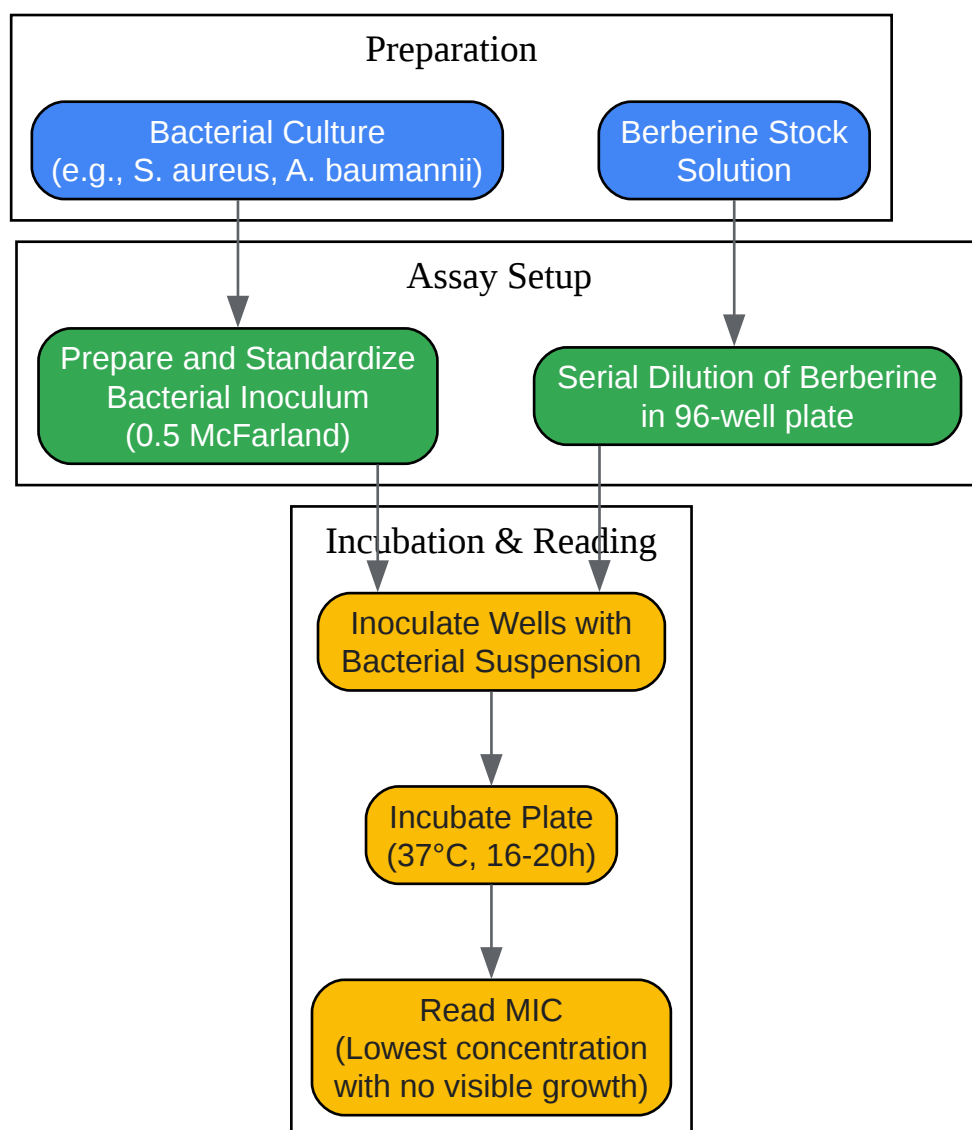 Preparation
Bacterial Culture
(e.g., S. aureus, A. baumannii)
Berberine Stock
Solution
Assay Setup
Prepare and Standardize
Bacterial Inoculum
(0.5 McFarland)
Serial Dilution of Berberine
in 96-well plate
Incubation & Reading
Inoculate Wells with
Bacterial Suspension
Incubate Plate
(37°C, 16-20h)
Read MIC
(Lowest concentration
with no visible growth)